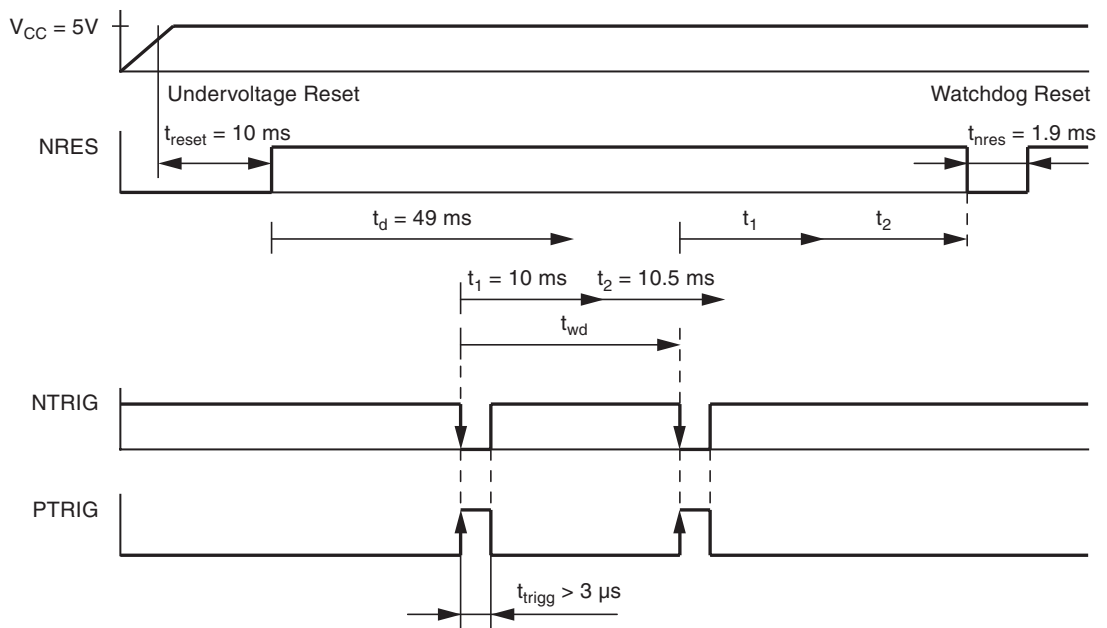 V_CC = 5V
Undervoltage Reset
Watchdog Reset
t_reset = 10 ms
t_nres = 1.9 ms
NRES
t_d = 49 ms
t_1
t_2
t_1 = 10 ms
t_2 = 10.5 ms
t_wd
NTRIG
PTRIG
t_trigg > 3 µs